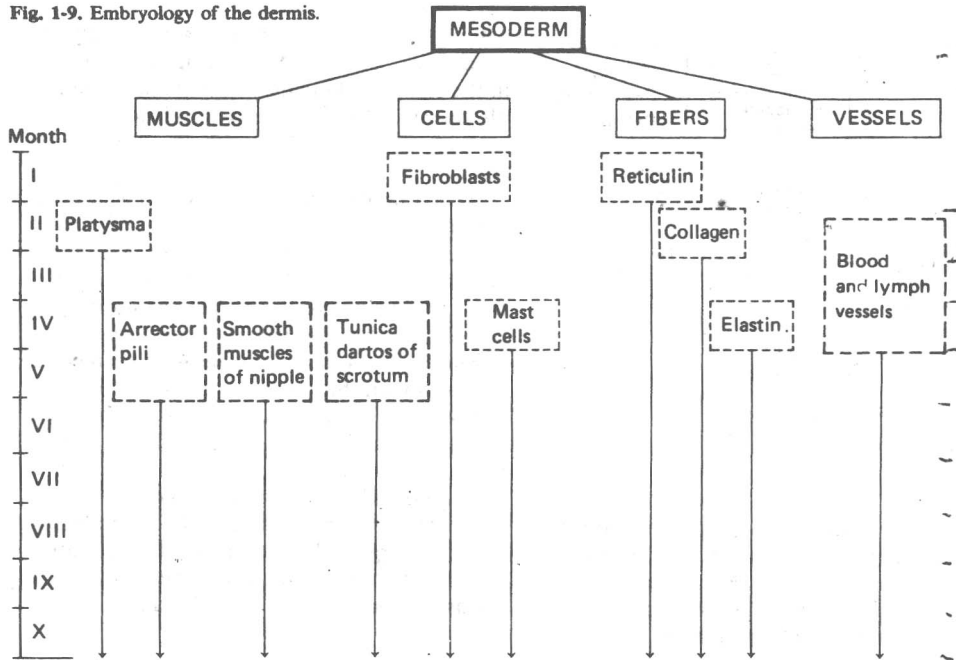 Fig. 1-9. Embryology of the dermis.
MESODERM
MUSCLES
CELLS
FIBERS
VESSELS
Month
I
Fibroblasts
Reticulin
II
Platysma
Collagen
III
Blood
and lymph
vessels
IV
Arrector
pili
Smooth
muscles
of nipple
Tunica
dartos of
scrotum
Mast
cells
Elastin
V
VI
VII
VIII
IX
X